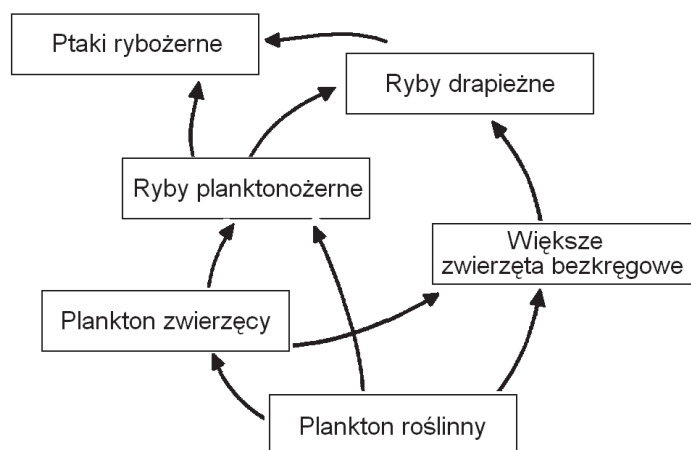 Ptaki rybożerne
Ryby drapieżne
Ryby planktonożerne
Większe
zwierzęta bezkręgowe
Plankton zwierzęcy
Plankton roślinny